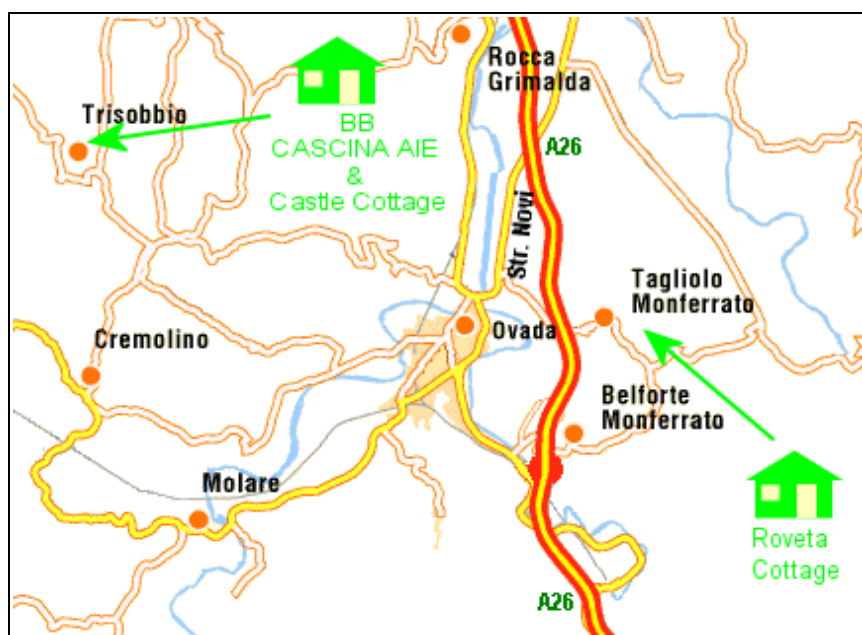 Rocca
Grimalda
Trisobbio
BB
CASCINA AIE
&
Castle Cottage
A26
Str. Novi
Tagliolo
Monferrato
Ovada
Cremolino
Belforte
Monferrato
Molare
Roveta
Cottage
A26